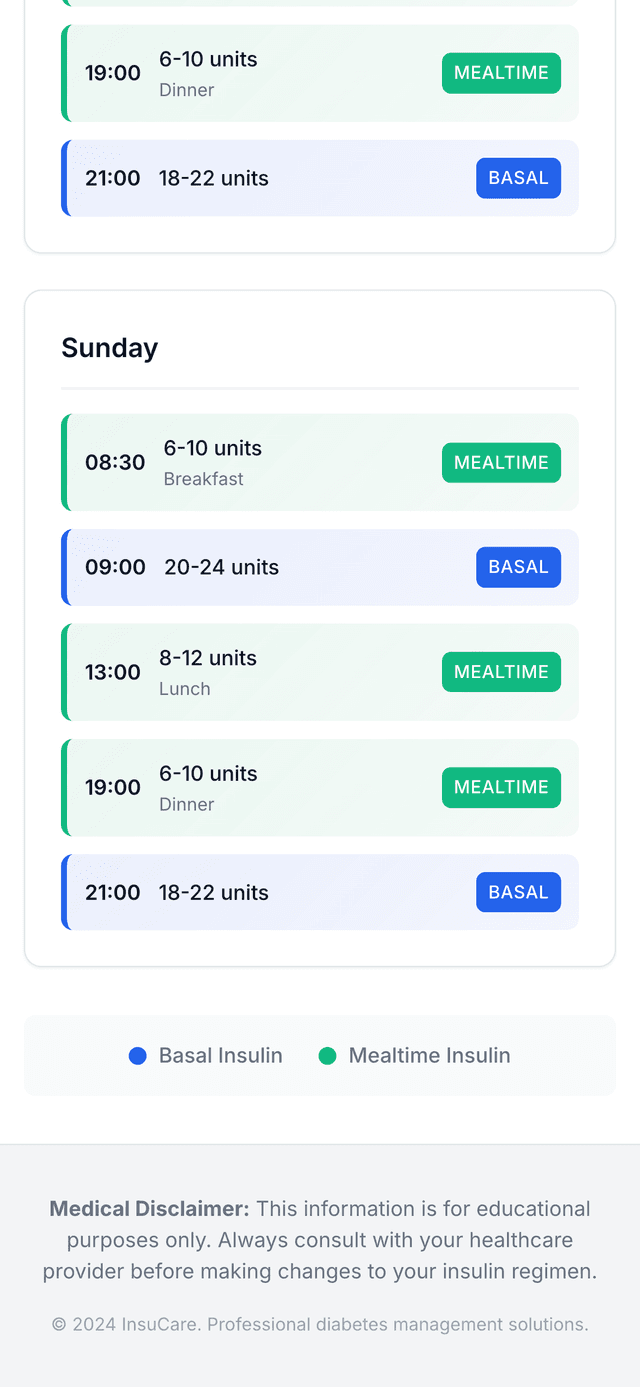 19:00
6-10 units
Dinner
MEALTIME
21:00
18-22 units
BASAL
Sunday
08:30
6-10 units
Breakfast
MEALTIME
09:00
20-24 units
BASAL
13:00
8-12 units
Lunch
MEALTIME
19:00
6-10 units
Dinner
MEALTIME
21:00
18-22 units
BASAL
Basal Insulin
Mealtime Insulin
Medical Disclaimer: This information is for educational
purposes only. Always consult with your healthcare
provider before making changes to your insulin regimen.
© 2024 InsuCare. Professional diabetes management solutions.